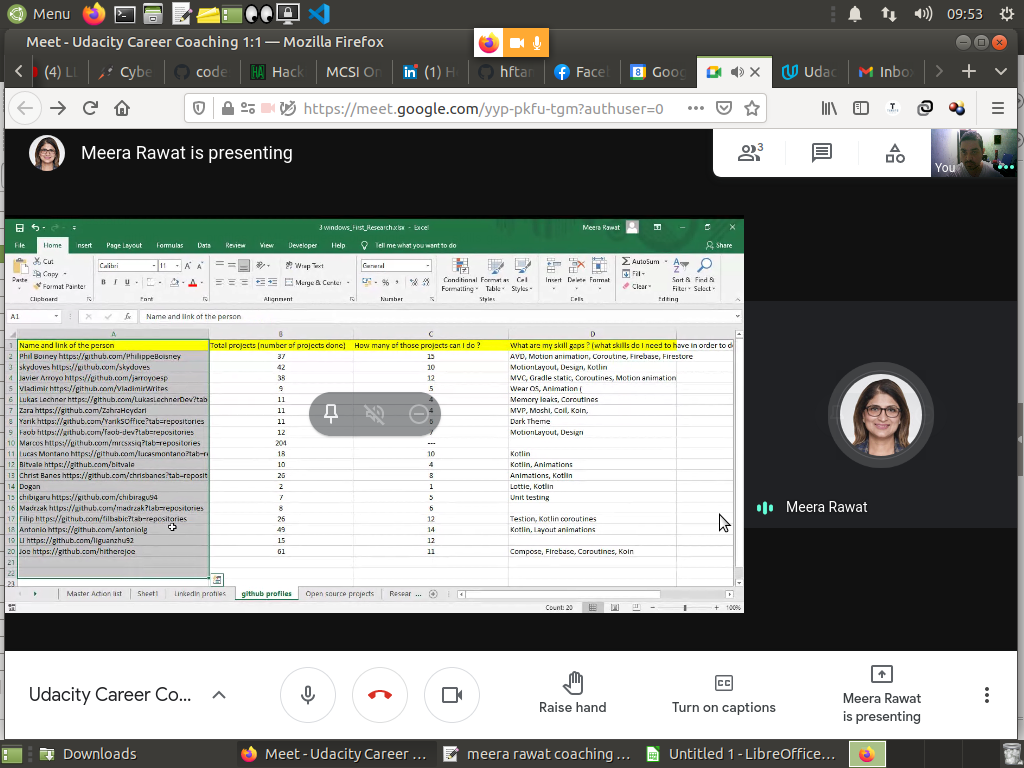 Menu
09:53
Meet - Udacity Career Coaching 1:1 — Mozilla Firefox
(4) LI
Cybe
code
Hack
MCSI On
(1) H
hftar
Facel
Goog
Udac
Inbo
https://meet.google.com/yyp-pkfu-tgm?authuser=0
Meera Rawat is presenting
3
You
3 windows_First_Research.xlsx - Excel
Meera Rawat
File Home Insert Page Layout Formulas Data Review View Developer Help Tell me what you want to do Share
Paste
Cut
Copy
Format Painter
Clipboard
Calibri 11
B I U
Font
Wrap Text
Merge & Center
Alignment
General
Number
Conditional Formatting
Format as Table
Cell Styles
Styles
Insert Delete Format
Cells
AutoSum
Fill
Clear
Sort & Filter
Find & Select
Editing
A1
Name and link of the person
A B C D
1 Name and link of the person Total projects (number of projects done) How many of those projects can I do ? What are my skill gaps ? (what skills do I need to have in order to d
2 Phil Boiney https://github.com/PhilippeBoisney 37 15 AVD, Motion animation, Coroutine, Firebase, Firestore
3 skydoves https://github.com/skydoves 42 10 MotionLayout, Design, Kotlin
4 Javier Arroyo https://github.com/jarroyoesp 38 12 MVC, Gradle static, Coroutines, Motion animation
5 Vladimir https://github.com/VladimirWrites 9 5 Wear OS, Animation (
6 Lukas Lechner https://github.com/LukasLechnerDev?tab 11 Memory leaks, Coroutines
7 Zara https://github.com/ZahraHeydari 11 MVP, Moshi, Coil, Koin,
8 Yarik https://github.com/YarikSOffice?tab=repositories 11 Dark Theme
9 Faob https://github.com/faob-dev?tab=repositories 12 MotionLayout, Design
10 Marcos https://github.com/mrcsxsiq?tab=repositories 204 ---
11 Lucas Montano https://github.com/lucasmontano?tab=r 18 10 Kotlin
12 Bitvale https://github.com/bitvale 10 4 Kotlin, Animations
13 Christ Banes https://github.com/chrisbanes?tab=reposit 26 8 Animations, Kotlin
14 Dogan 2 1 Lottie, Kotlin
15 chibigaru https://github.com/chibiragu94 7 5 Unit testing
16 Madrzak https://github.com/madrzak?tab=repositories 8 6
17 Filip https://github.com/filbabic?tab=repositories 26 12 Testion, Kotlin coroutines
18 Antonio https://github.com/antoniolg 49 14 Kotlin, Layout animations
19 Li https://github.com/liguanzhu92 15 12
20 Joe https://github.com/hitherejoe 61 11 Compose, Firebase, Coroutines, Koin
21
22
23
Master Action list Sheet1 Linkedin profiles github profiles Open source projects Resear ...
Count: 20 100%
Meera Rawat
Udacity Career Co...
Raise hand
Turn on captions
Meera Rawat
is presenting
Downloads
Meet - Udacity Career ...
meera rawat coaching ...
Untitled 1 - LibreOffice...